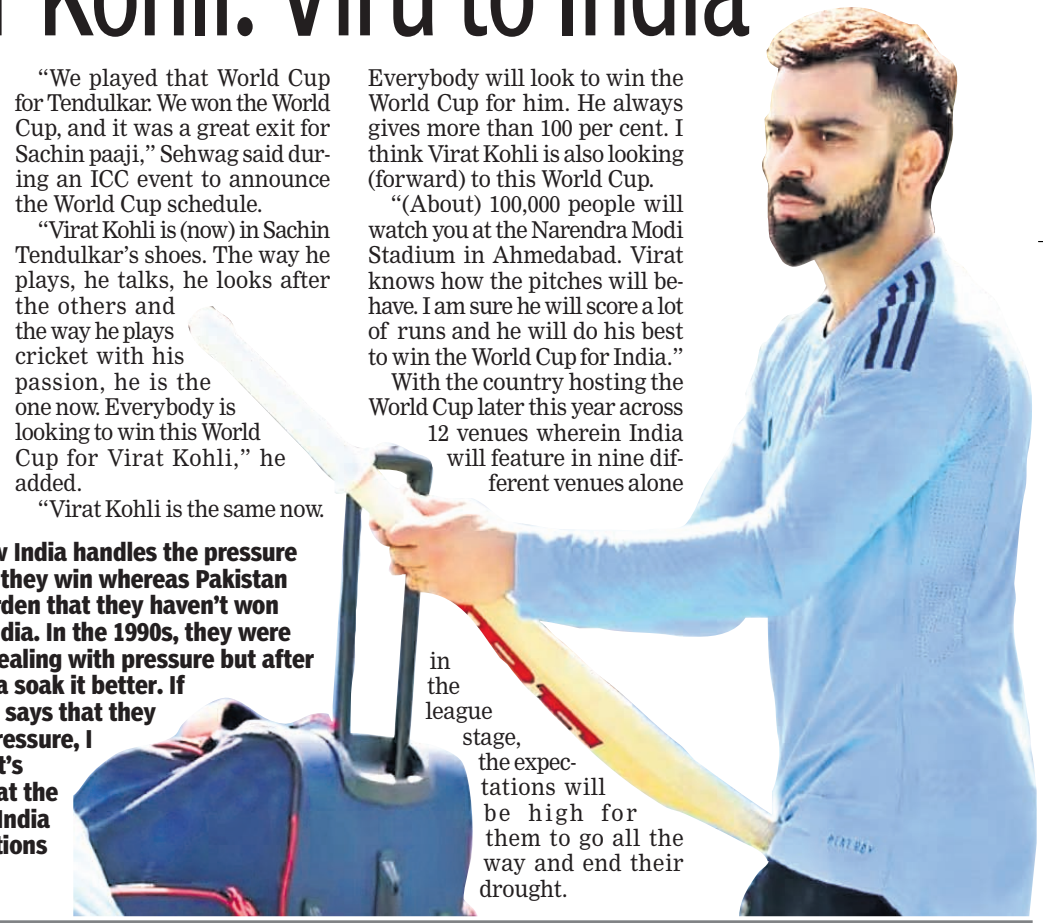 Kohli: Viru to India
“We played that World Cup
for Tendulkar. We won the World
Cup, and it was a great exit for
Sachin paaji,” Sehwag said dur-
ing an ICC event to announce
the World Cup schedule.
“Virat Kohli is (now) in Sachin
Tendulkar’s shoes. The way he
plays, he talks, he looks after
the others and
the way he plays
cricket with his
passion, he is the
one now. Everybody is
looking to win this World
Cup for Virat Kohli,” he
added.
“Virat Kohli is the same now.
Everybody will look to win the
World Cup for him. He always
gives more than 100 per cent. I
think Virat Kohli is also looking
(forward) to this World Cup.
“(About) 100,000 people will
watch you at the Narendra Modi
Stadium in Ahmedabad. Virat
knows how the pitches will be-
have. I am sure he will score a lot
of runs and he will do his best
to win the World Cup for India.”
With the country hosting the
World Cup later this year across
12 venues wherein India
will feature in nine dif-
ferent venues alone
in
the
league
stage,
the expec-
tations will
be high for
them to go all the
way and end their
drought.
India handles the pressure
they win whereas Pakistan
that they haven’t won
In the 1990s, they were
with pressure but after
soak it better. If
says that they
I
at the
India